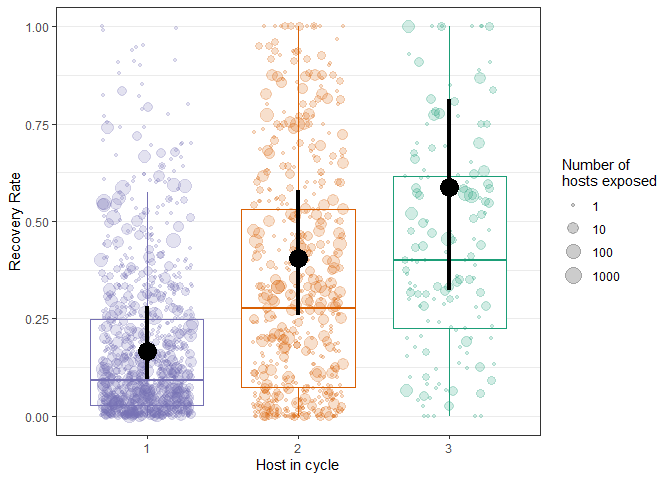 1.00
0.75
0.50
0.25
0.00
Recovery Rate
1 2 3
Host in cycle
Number of
hosts exposed
1
10
100
1000